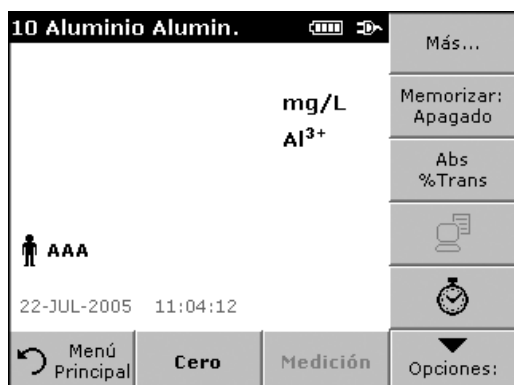 10 Aluminio Alumin.
mg/L
Al³⁺
AAA
22-JUL-2005 11:04:12
Menú
Principal
Cero
Medición
Más...
Memorizar:
Apagado
Abs
%Trans
Opciones: